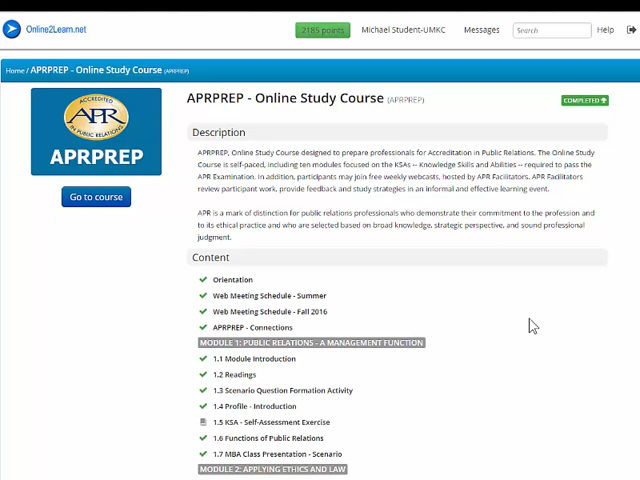 Online2Learn.net
2185 points
Michael Student-UMKC
Messages
Search
Help
Home / APRPREP - Online Study Course (APRPREP)
ACCREDITED
APR
IN PUBLIC RELATIONS
APRPREP
Go to course
APRPREP - Online Study Course (APRPREP)
COMPLETED
Description
APRPREP, Online Study Course designed to prepare professionals for Accreditation in Public Relations. The Online Study
Course is self-paced, including ten modules focused on the KSAs -- Knowledge Skills and Abilities -- required to pass the
APR Examination. In addition, participants may join free weekly webcasts, hosted by APR Facilitators. APR Facilitators
review participant work, provide feedback and study strategies in an informal and effective learning event.
APR is a mark of distinction for public relations professionals who demonstrate their commitment to the profession and
to its ethical practice and who are selected based on broad knowledge, strategic perspective, and sound professional
judgment.
Content
Orientation
Web Meeting Schedule - Summer
Web Meeting Schedule - Fall 2016
APRPREP - Connections
MODULE 1: PUBLIC RELATIONS - A MANAGEMENT FUNCTION
1.1 Module Introduction
1.2 Readings
1.3 Scenario Question Formation Activity
1.4 Profile - Introduction
1.5 KSA - Self-Assessment Exercise
1.6 Functions of Public Relations
1.7 MBA Class Presentation - Scenario
MODULE 2: APPLYING ETHICS AND LAW